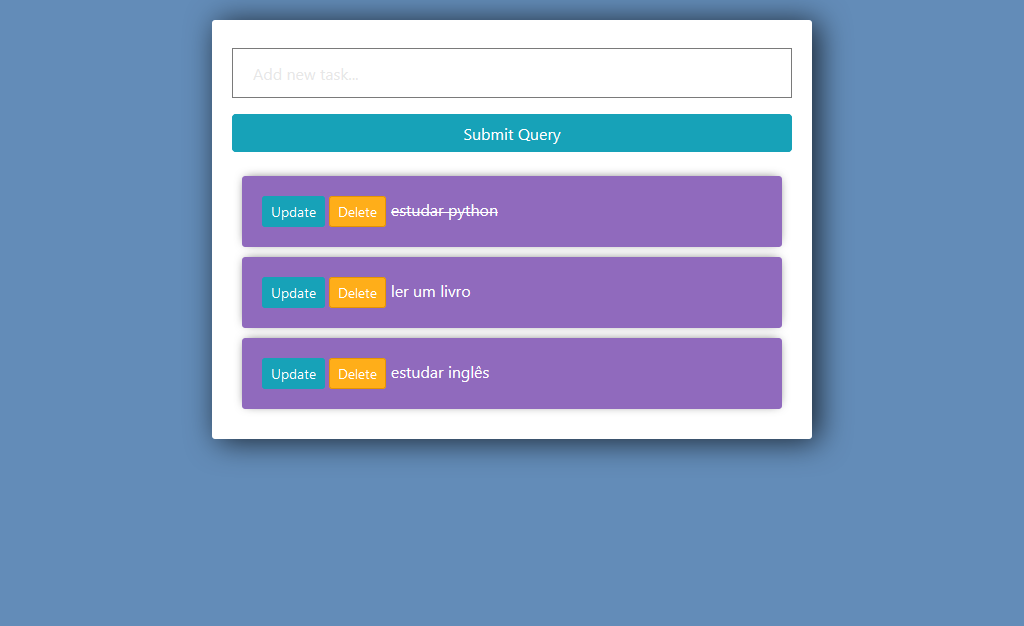 Add new task...
Submit Query
Update Delete estudar python
Update Delete ler um livro
Update Delete estudar inglês